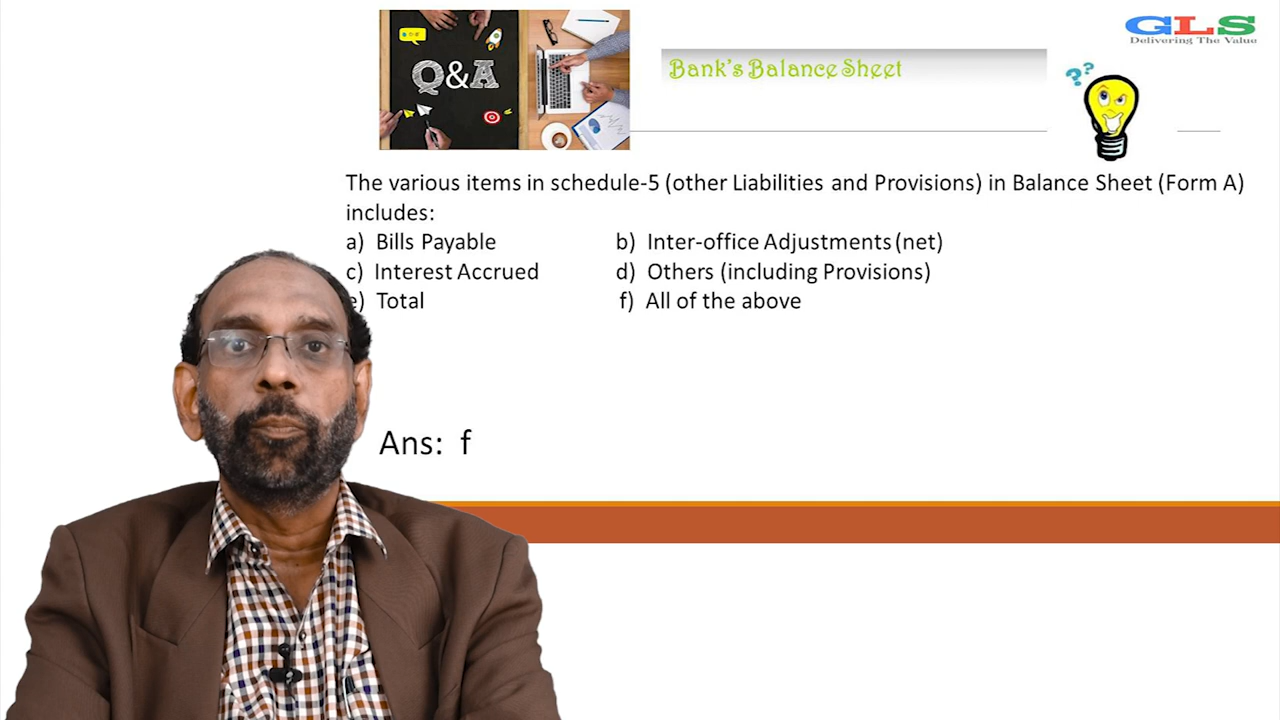 GLS
Delivering The Value
Q&A
Bank's Balance Sheet
The various items in schedule-5 (other Liabilities and Provisions) in Balance Sheet (Form A)
includes:
a) Bills Payable b) Inter-office Adjustments (net)
c) Interest Accrued d) Others (including Provisions)
e) Total f) All of the above
Ans: f